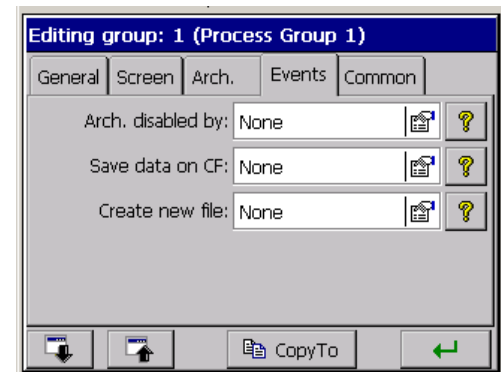 Editing group: 1 (Process Group 1)
General Screen Arch. Events Common
Arch. disabled by: None
Save data on CF: None
Create new file: None
CopyTo